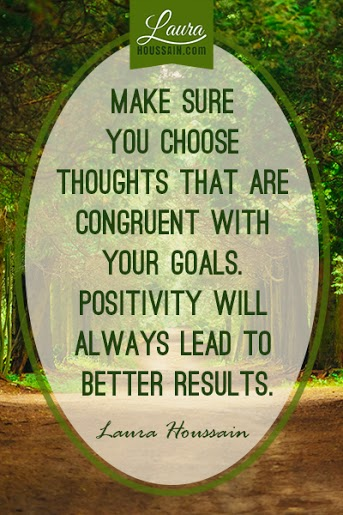 Laura
HOUSSAIN.COM
MAKE SURE
YOU CHOOSE
THOUGHTS THAT ARE
CONGRUENT WITH
YOUR GOALS.
POSITIVITY WILL
ALWAYS LEAD TO
BETTER RESULTS.
Laura Houssain